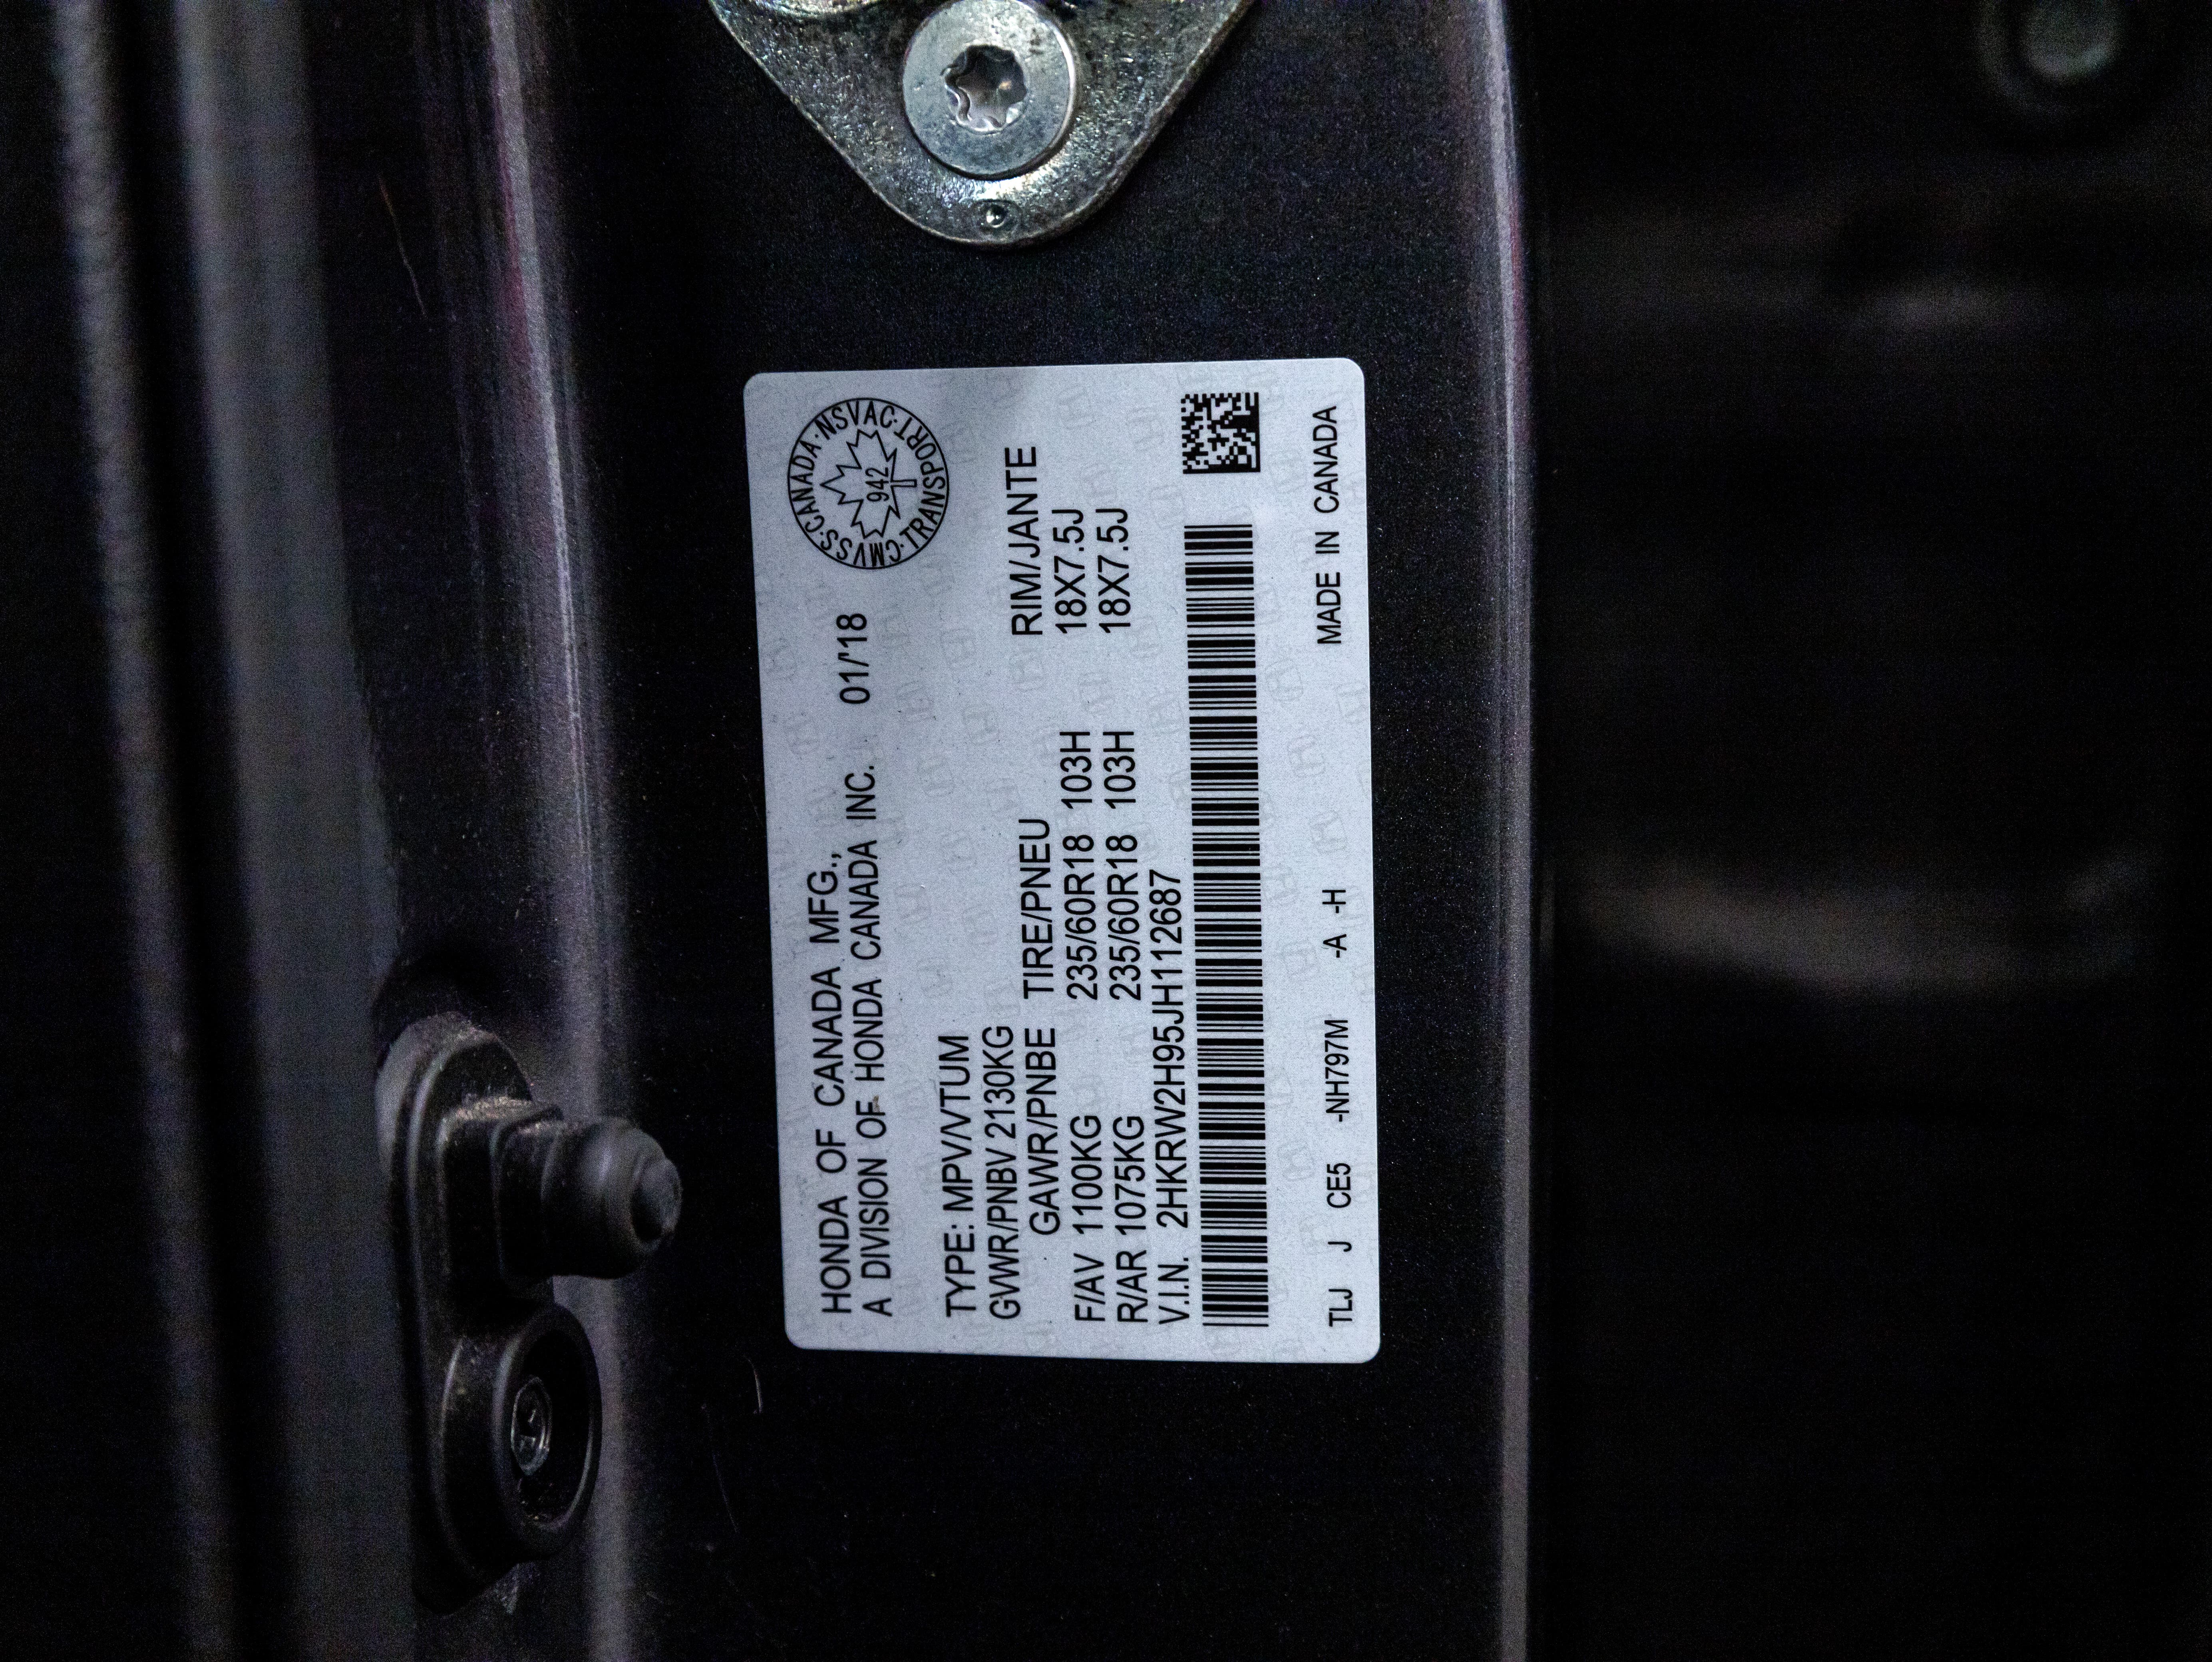 HONDA OF CANADA MFG.,
A DIVISION OF HONDA CANADA INC. 01/'18
CMVSS·CANADA·NSVAC·TRANSPORT·
942
TYPE: MPV/VTUM
GVWR/PNBV 2130KG
GAWR/PNBE TIRE/PNEU RIM/JANTE
F/AV 1100KG 235/60R18 103H 18X7.5J
R/AR 1075KG 235/60R18 103H 18X7.5J
V.I.N. 2HKRW2H95JH112687
TLJ J CE5 -NH797M -A -H MADE IN CANADA